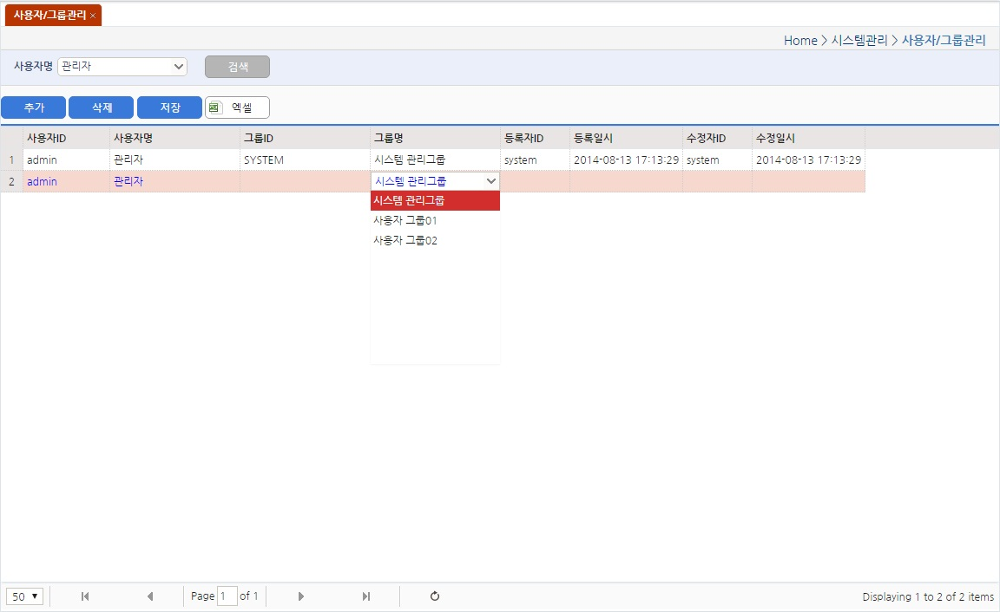 사용자/그룹관리 ×
Home > 시스템관리 > 사용자/그룹관리
사용자명 관리자 검색
추가 삭제 저장 엑셀
사용자ID 사용자명 그룹ID 그룹명 등록자ID 등록일시 수정자ID 수정일시
1 admin 관리자 SYSTEM 시스템 관리그룹 system 2014-08-13 17:13:29 system 2014-08-13 17:13:29
2 admin 관리자 시스템 관리그룹
시스템 관리그룹
사용자 그룹01
사용자 그룹02
50 Page 1 of 1 Displaying 1 to 2 of 2 items